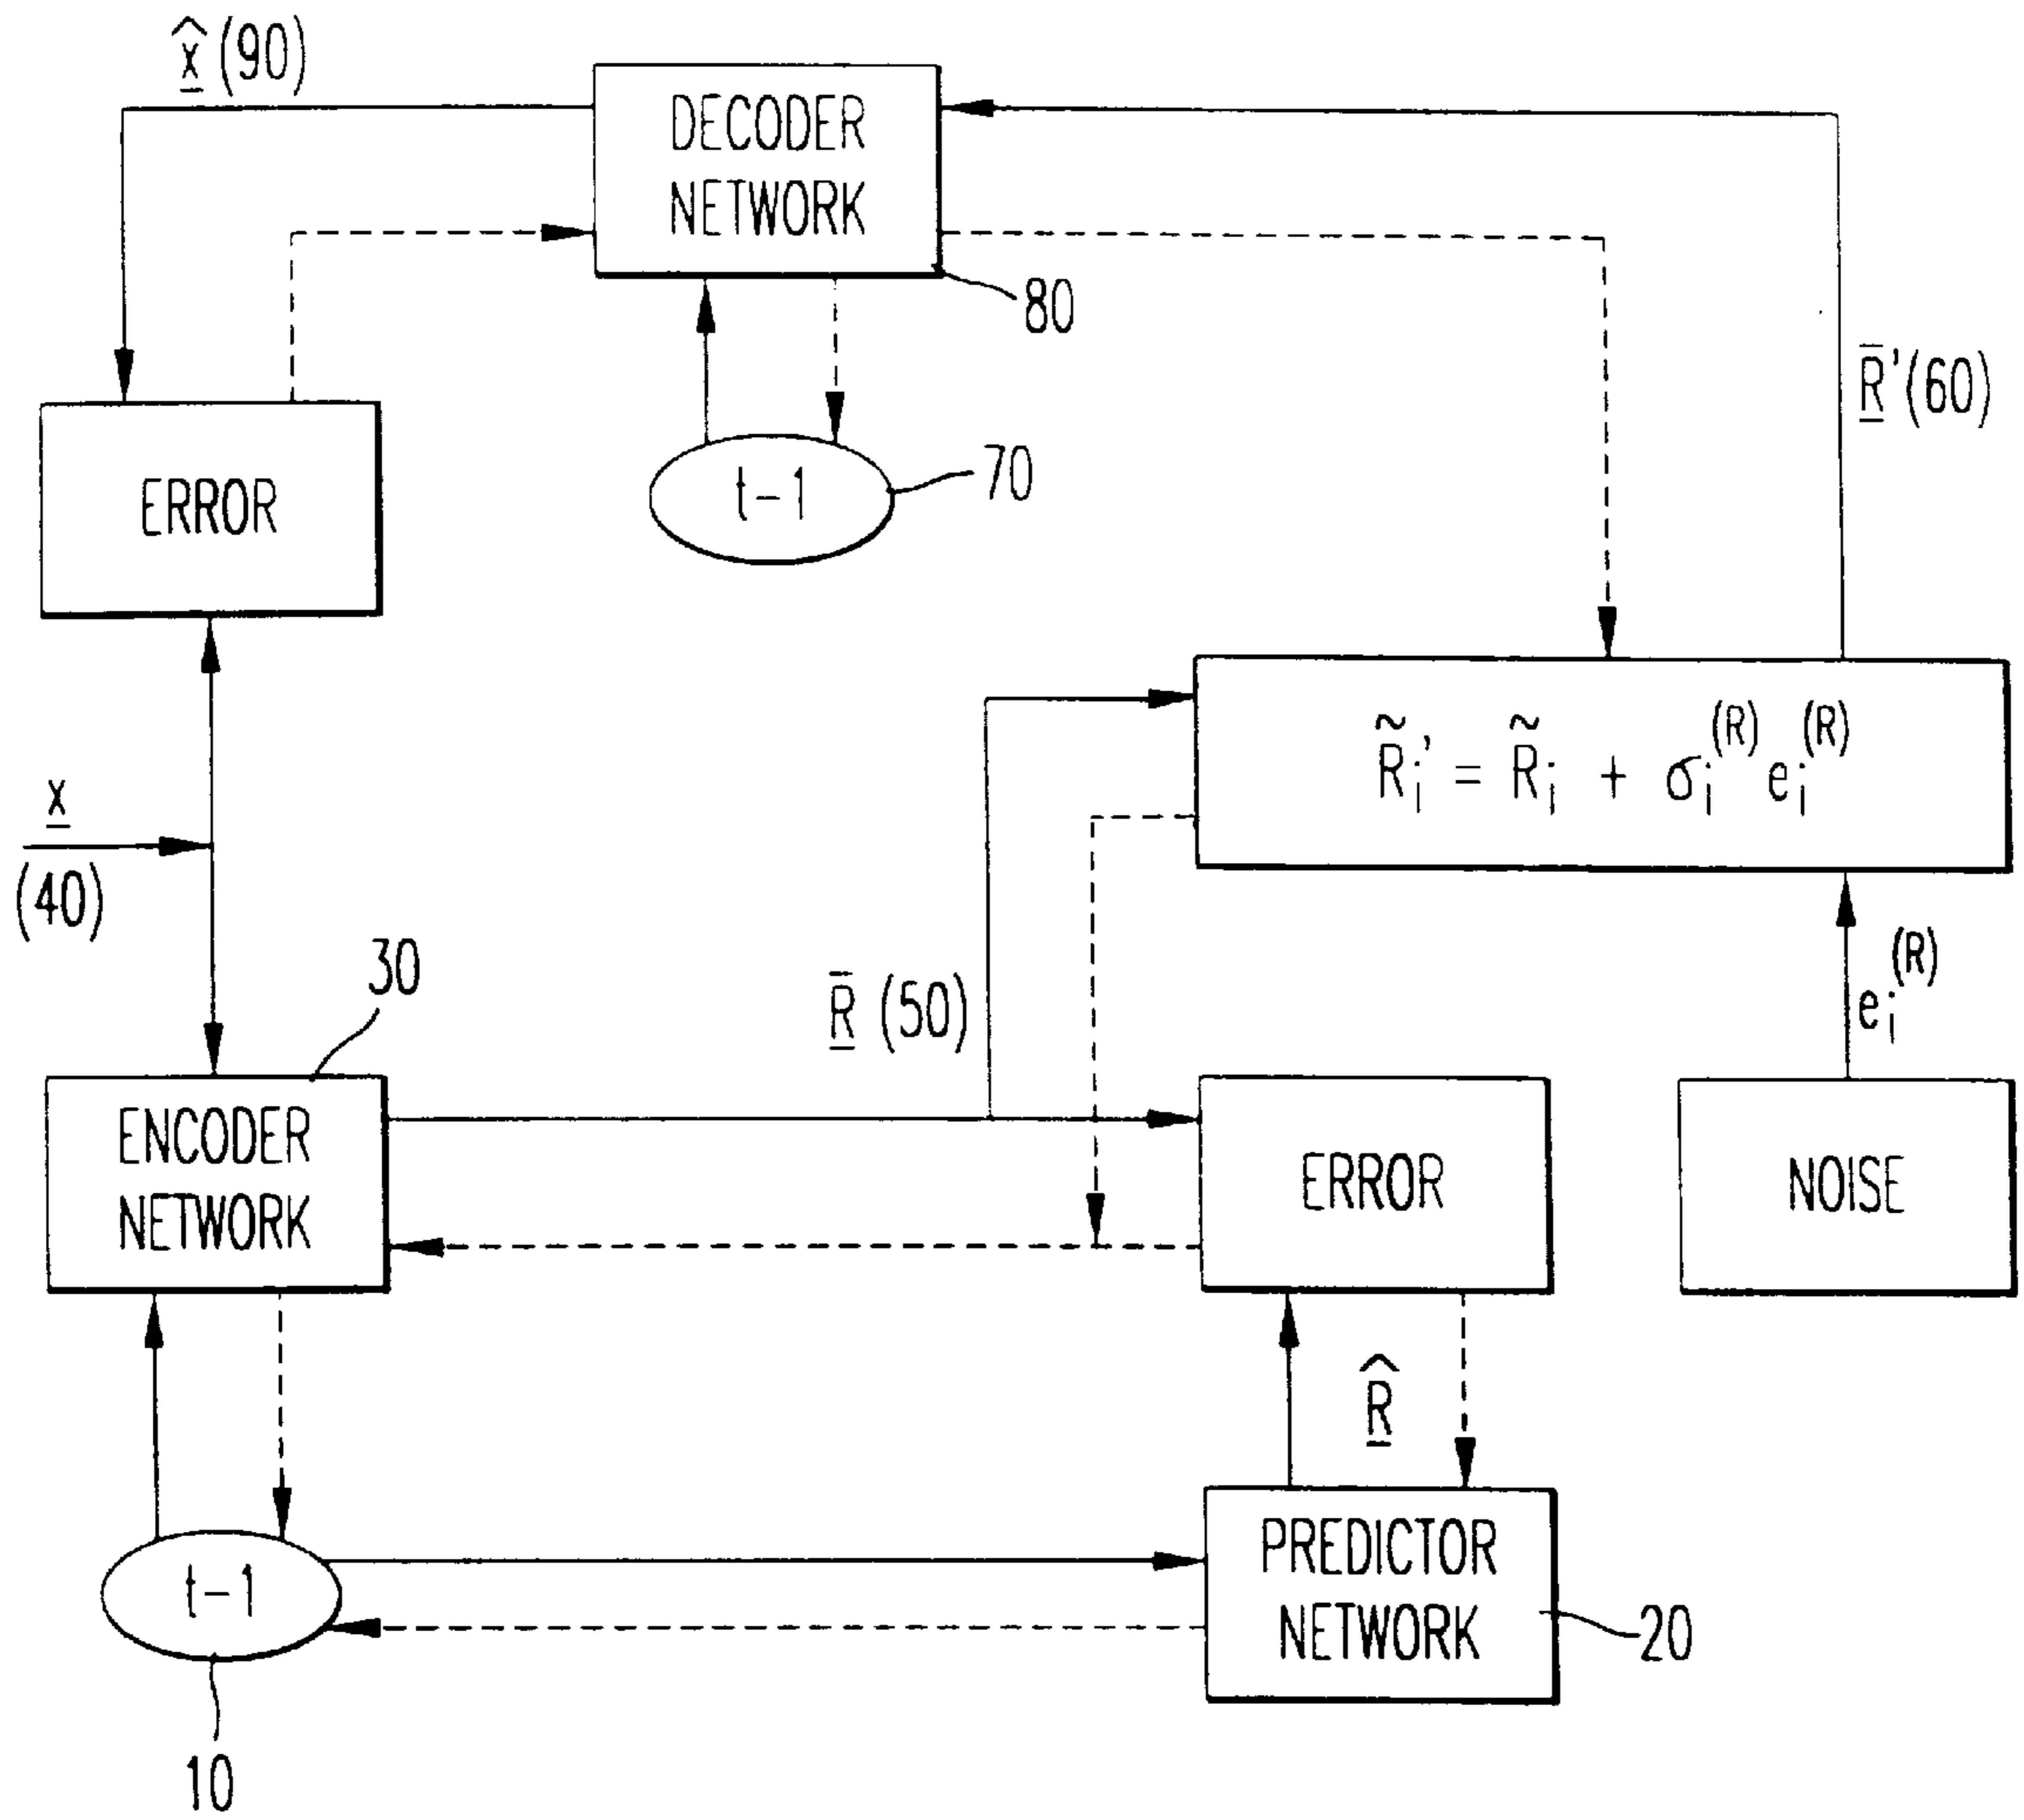 x̲̂ (90)
DECODER
NETWORK
80
ERROR
t-1
70
R̲̄' (60)
R̃ᵢ' = R̃ᵢ + σᵢ⁽ᴿ⁾ eᵢ⁽ᴿ⁾
x̲
(40)
30
R̲̄ (50)
eᵢ⁽ᴿ⁾
ENCODER
NETWORK
ERROR
NOISE
R̲̂
t-1
PREDICTOR
NETWORK
20
10